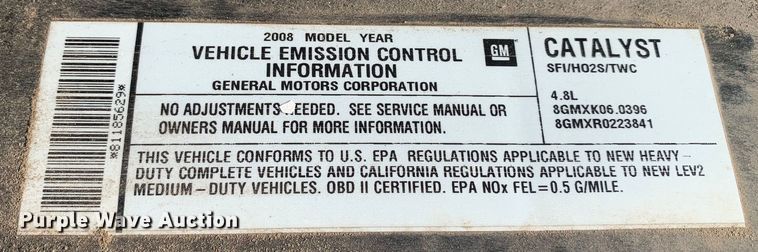 2008 MODEL YEAR
VEHICLE EMISSION CONTROL
INFORMATION
GENERAL MOTORS CORPORATION
GM
CATALYST
SFI/HO2S/TWC
4.8L
8GMXK06.0396
8GMXR0223841
NO ADJUSTMENTS NEEDED. SEE SERVICE MANUAL OR
OWNERS MANUAL FOR MORE INFORMATION.
THIS VEHICLE CONFORMS TO U.S. EPA REGULATIONS APPLICABLE TO NEW HEAVY-
DUTY COMPLETE VEHICLES AND CALIFORNIA REGULATIONS APPLICABLE TO NEW LEV2
MEDIUM-DUTY VEHICLES. OBD II CERTIFIED. EPA NOx FEL=0.5 G/MILE.
*81185629*
Purple Wave Auction
Purple Wave Auction